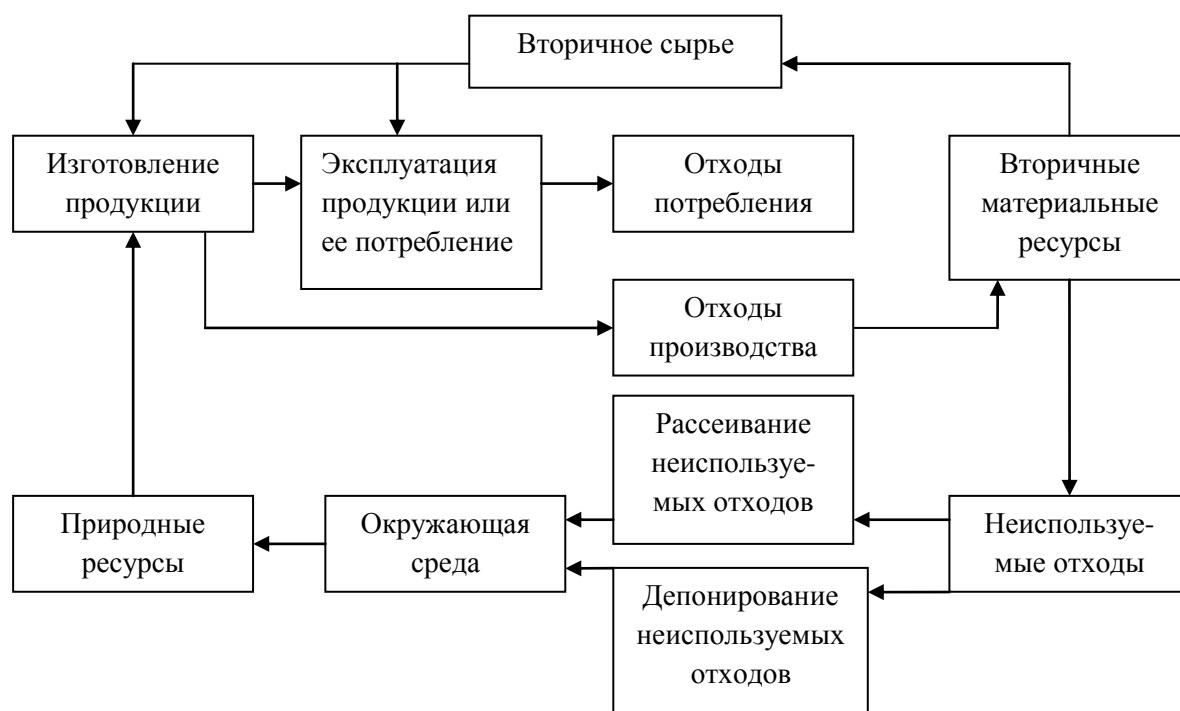 Вторичное сырье
Изготовление
продукции
Эксплуатация
продукции или
ее потребление
Отходы
потребления
Вторичные
материальные
ресурсы
Отходы
производства
Рассеивание
неиспользуе-
мых отходов
Природные
ресурсы
Окружающая
среда
Неиспользуе-
мые отходы
Депонирование
неиспользуемых
отходов